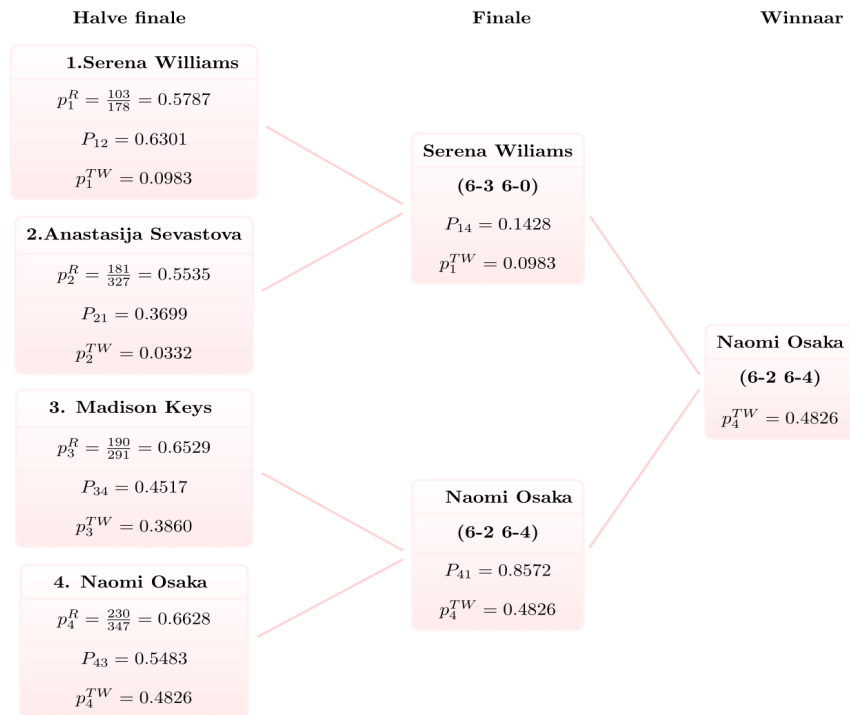 Halve finale
Finale
Winnaar
1.Serena Williams
p_1^R = 103/178 = 0.5787
P_12 = 0.6301
p_1^TW = 0.0983
2.Anastasija Sevastova
p_2^R = 181/327 = 0.5535
P_21 = 0.3699
p_2^TW = 0.0332
3. Madison Keys
p_3^R = 190/291 = 0.6529
P_34 = 0.4517
p_3^TW = 0.3860
4. Naomi Osaka
p_4^R = 230/347 = 0.6628
P_43 = 0.5483
p_4^TW = 0.4826
Serena Wiliams
(6-3 6-0)
P_14 = 0.1428
p_1^TW = 0.0983
Naomi Osaka
(6-2 6-4)
P_41 = 0.8572
p_4^TW = 0.4826
Naomi Osaka
(6-2 6-4)
p_4^TW = 0.4826